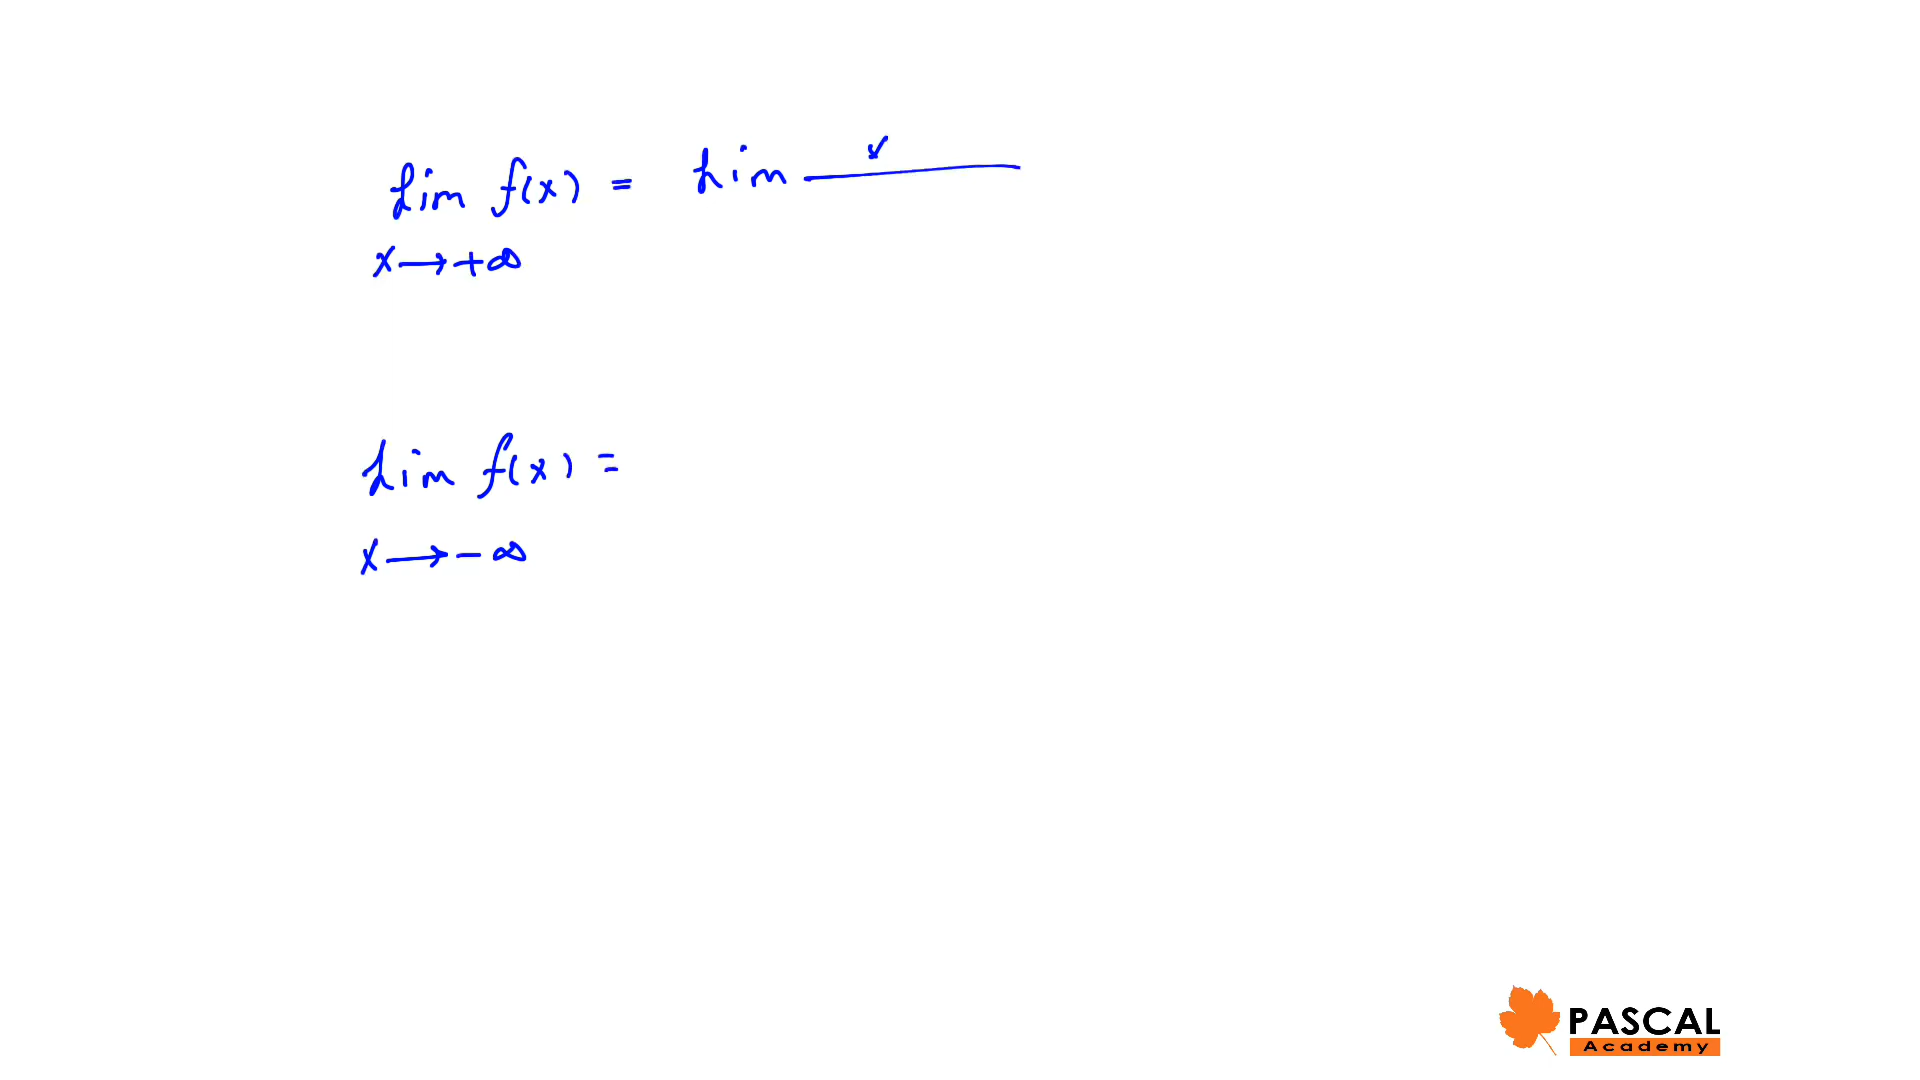 lim f(x) = lim x
x → +∞
lim f(x) =
x → -∞
PASCAL
Academy